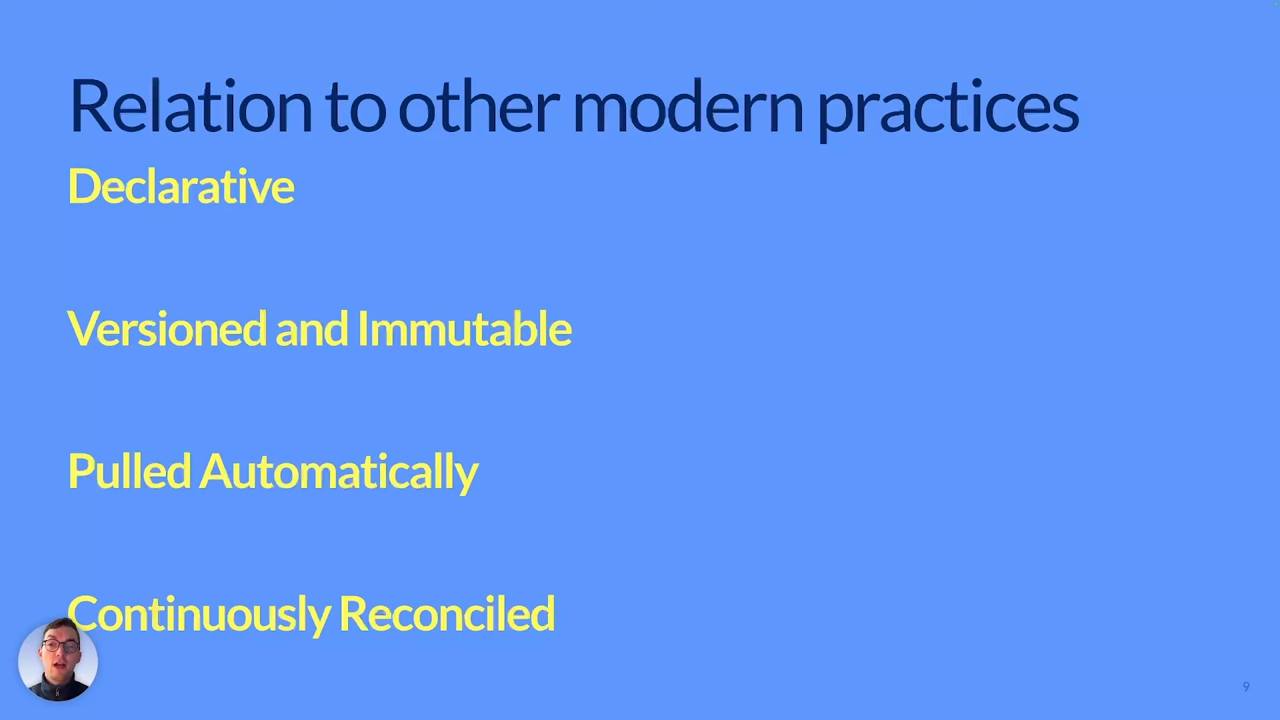 Relation to other modern practices
Declarative
Versioned and Immutable
Pulled Automatically
Continuously Reconciled
9